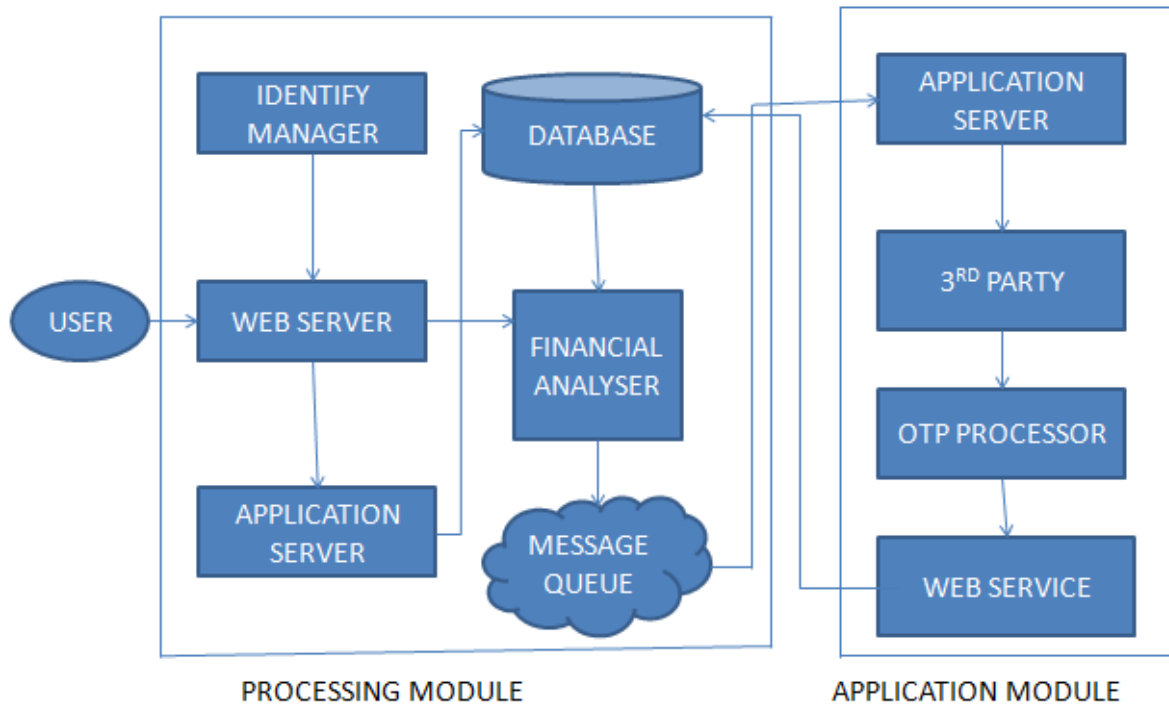 IDENTIFY
MANAGER
DATABASE
USER
WEB SERVER
FINANCIAL
ANALYSER
APPLICATION
SERVER
MESSAGE
QUEUE
PROCESSING MODULE
APPLICATION
SERVER
3RD PARTY
OTP PROCESSOR
WEB SERVICE
APPLICATION MODULE